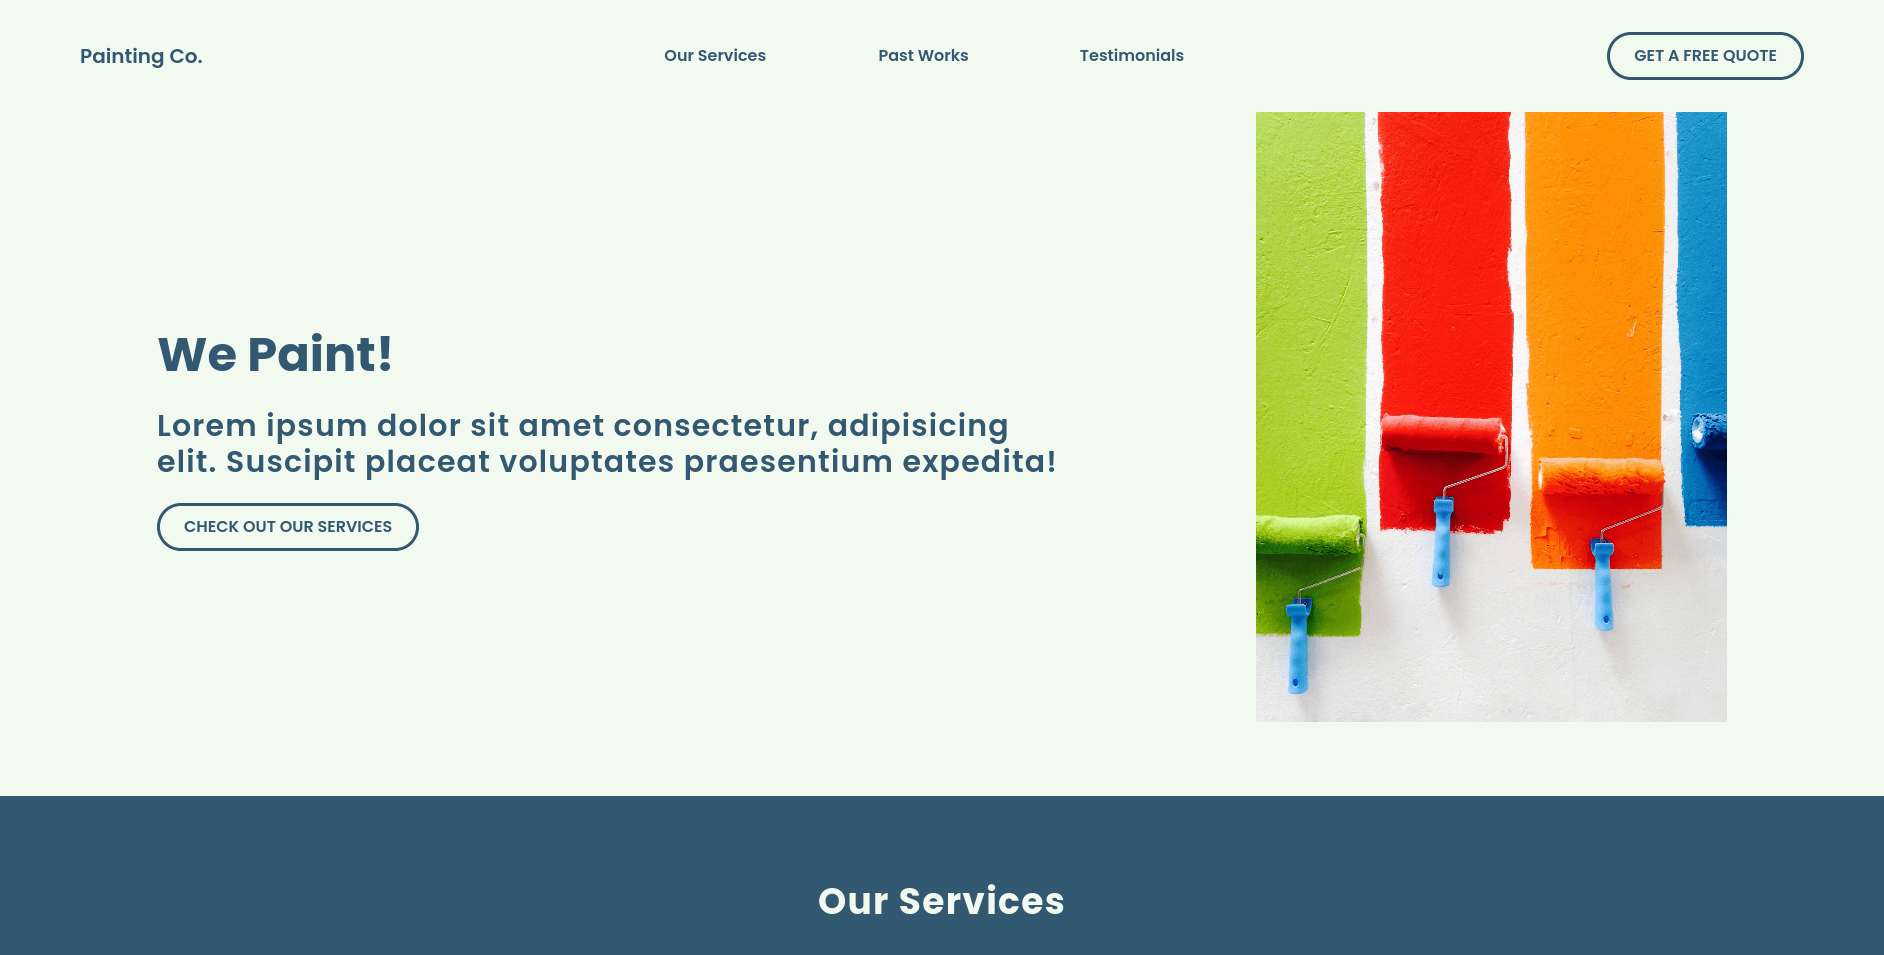 Painting Co.
Our Services
Past Works
Testimonials
GET A FREE QUOTE
We Paint!
Lorem ipsum dolor sit amet consectetur, adipisicing
elit. Suscipit placeat voluptates praesentium expedita!
CHECK OUT OUR SERVICES
Our Services